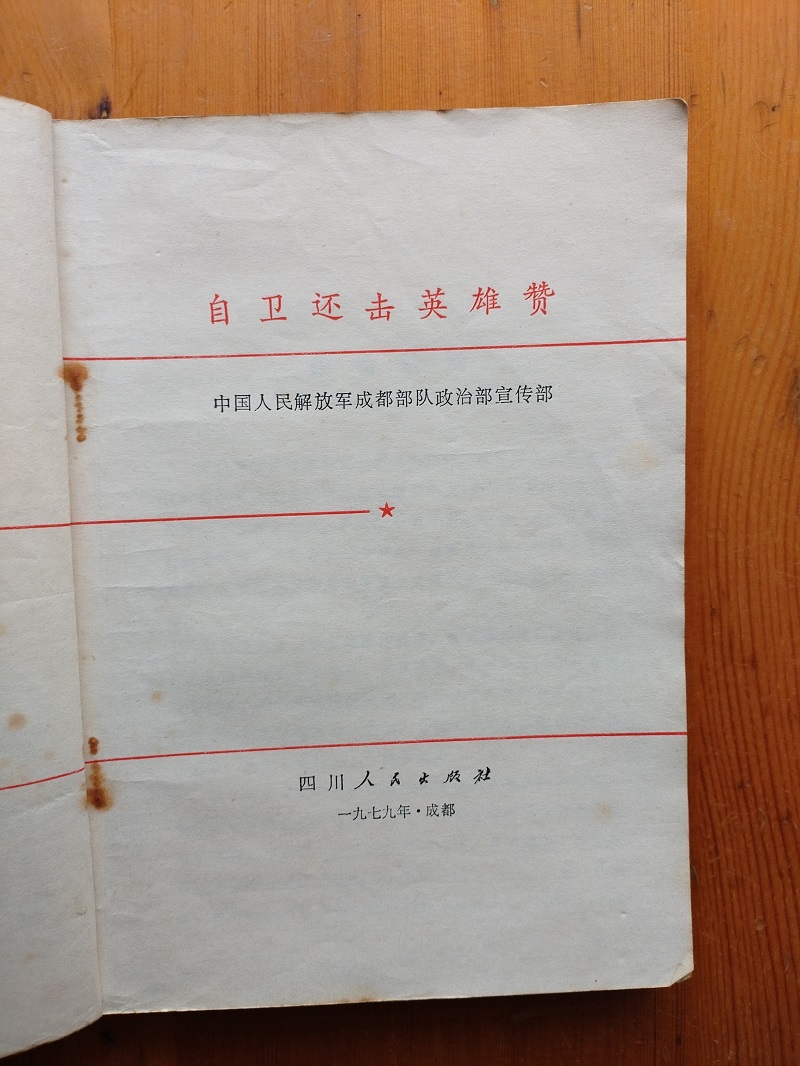 自卫还击英雄赞
中国人民解放军成都部队政治部宣传部
四川人民出版社
一九七九年·成都